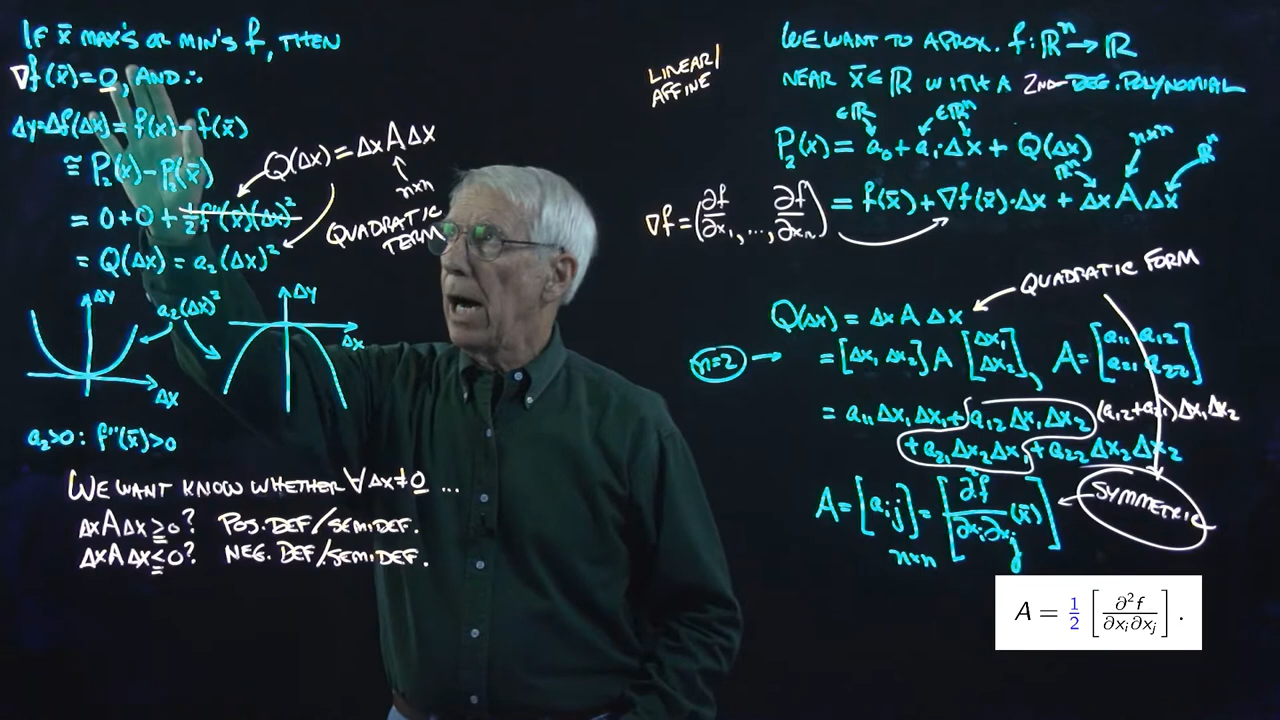 IF x̄ MAX'S OR MIN'S f, THEN
∇f(x̄) = 0, AND ∴
Δy = Δf(Δx) = f(x) − f(x̄)
≅ P₂(x) − P₂(x̄)
= 0 + 0 + ½f''(x̄)(Δx)²
= Q(Δx) = a₂(Δx)²
Q(Δx) = ΔxAΔx
n×n
QUADRATIC
TERM
Δy
a₂(Δx)²
Δy
Δx
Δx
a₂>0: f''(x̄)>0
WE WANT KNOW WHETHER ∀Δx≠0 ...
ΔxAΔx ≥ 0? POS. DEF/SEMIDEF.
ΔxAΔx ≤ 0? NEG. DEF/SEMIDEF.
LINEAR/
AFFINE
WE WANT TO APPROX. f: ℝⁿ → ℝ
NEAR x̄ ∈ ℝ WITH A 2ND-DEG. POLYNOMIAL
∈ℝ ∈ℝⁿ n×n
P₂(x) = a₀ + a₁·Δx + Q(Δx)
ℝⁿ ℝⁿ
∇f = (∂f/∂x₁, ..., ∂f/∂xₙ) = f(x̄) + ∇f(x̄)·Δx + ΔxAΔx
QUADRATIC FORM
Q(Δx) = ΔxAΔx
n=2 → = [Δx₁ Δx₂] A [Δx₁ Δx₂], A = [a₁₁ a₁₂ a₂₁ a₂₂]
= a₁₁Δx₁Δx₁ + a₁₂Δx₁Δx₂ (a₁₂+a₂₁)Δx₁Δx₂
+ a₂₁Δx₂Δx₁ + a₂₂Δx₂Δx₂
A = [aᵢⱼ] = [∂²f/∂xᵢ∂xⱼ (x̄)] SYMMETRIC
n×n
A = 1/2 [∂²f/∂xᵢ∂xⱼ].